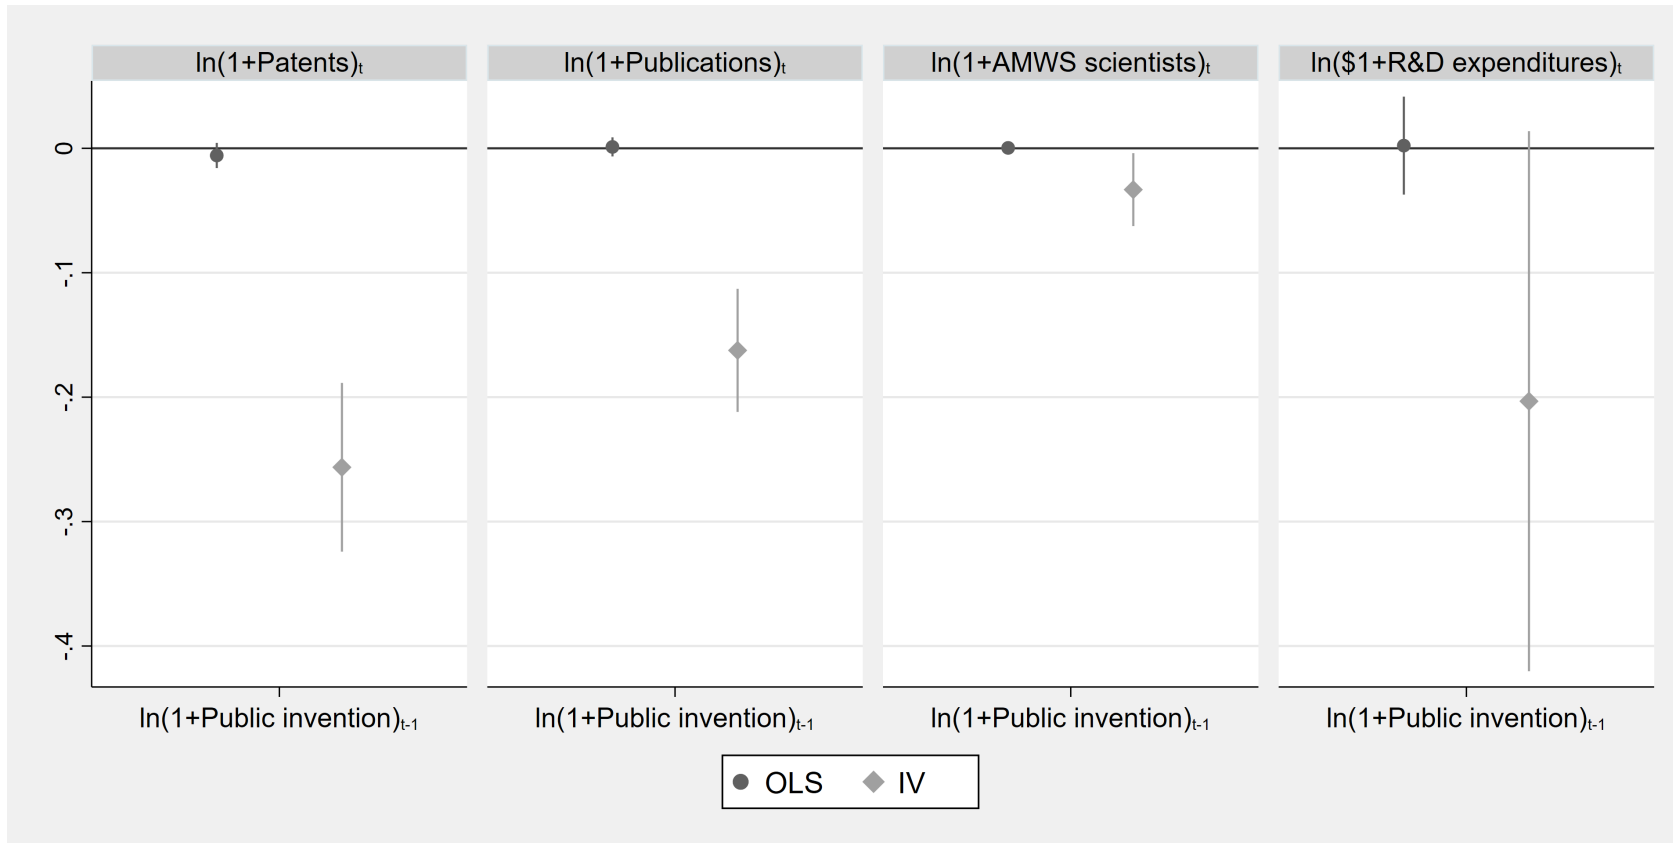 ln(1+Patents)t
ln(1+Publications)t
ln(1+AMWS scientists)t
ln($1+R&D expenditures)t
0
-.1
-.2
-.3
-.4
ln(1+Public invention)t-1
ln(1+Public invention)t-1
ln(1+Public invention)t-1
ln(1+Public invention)t-1
OLS IV